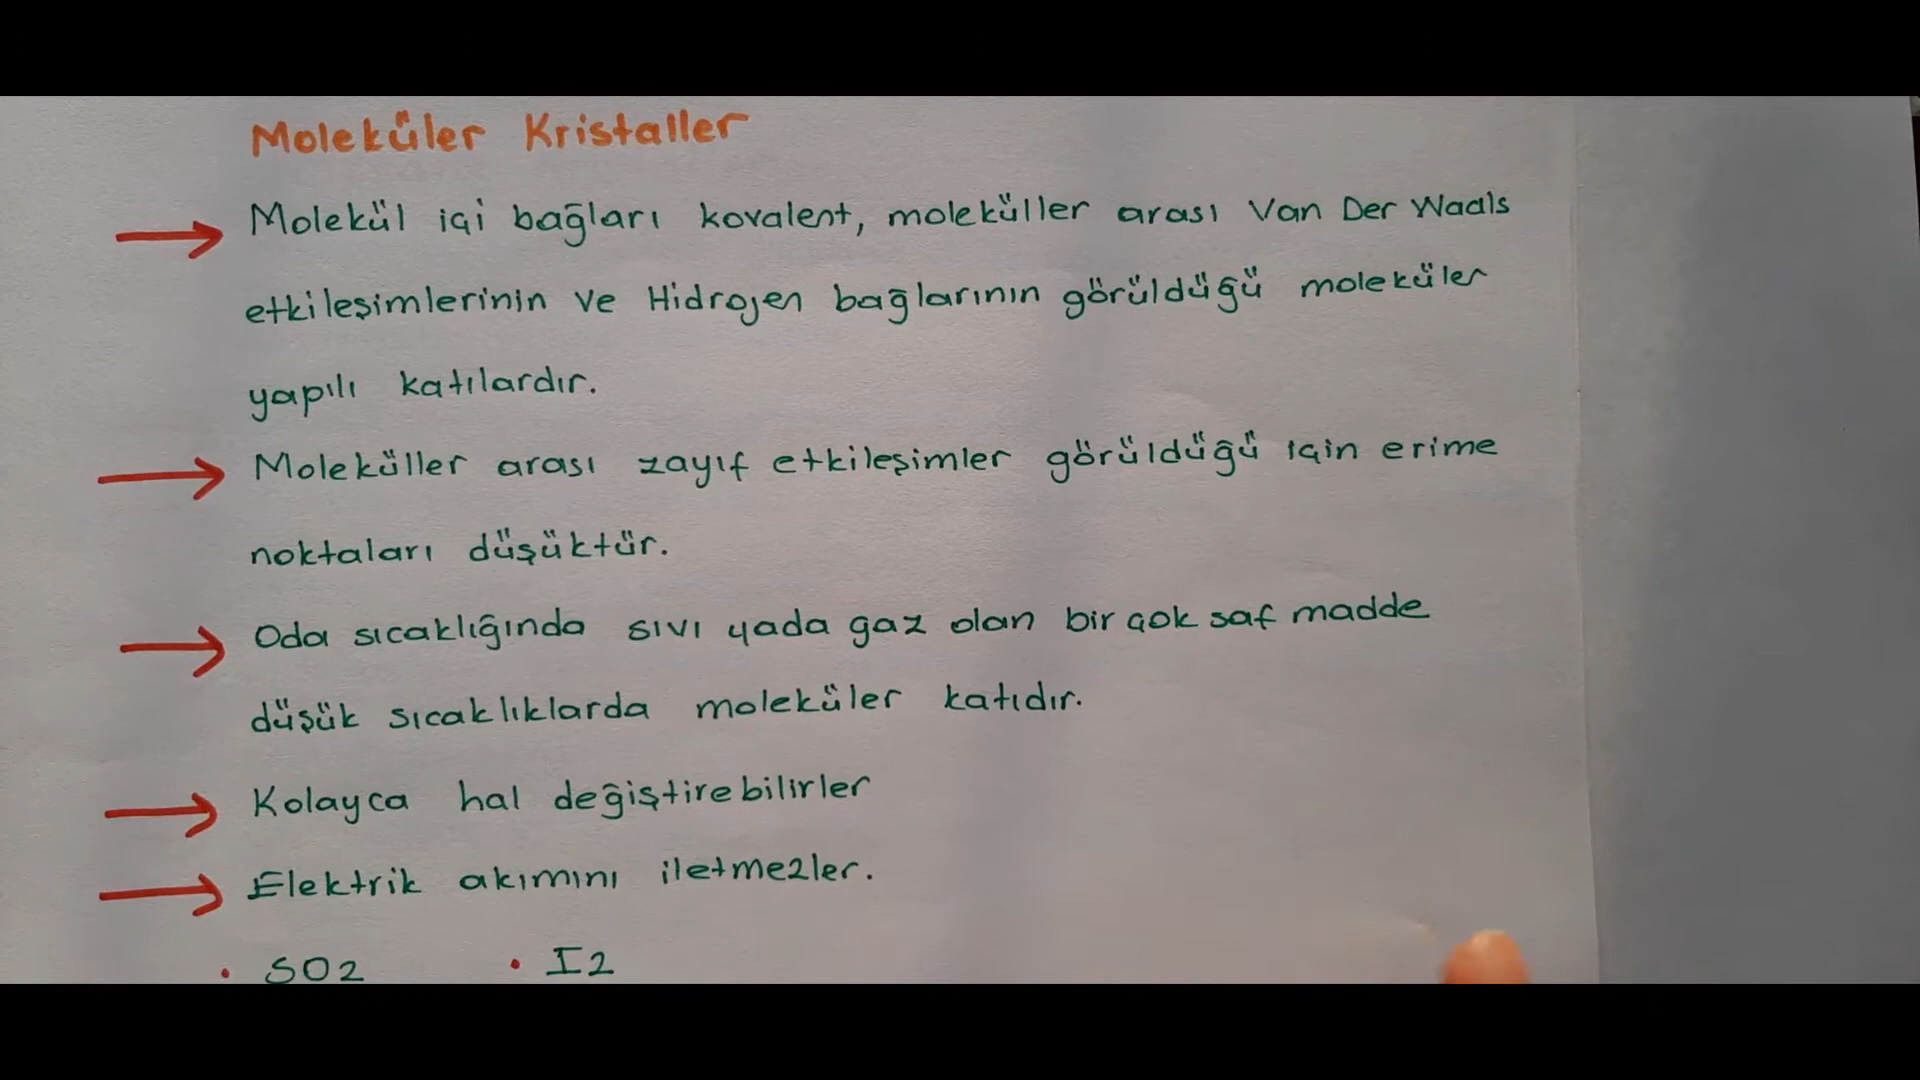 Moleküler Kristaller
Molekül içi bağları kovalent, moleküller arası Van Der Waals
etkileşimlerinin ve Hidrojen bağlarının görüldüğü moleküler
yapılı katılardır.
Moleküller arası zayıf etkileşimler görüldüğü için erime
noktaları düşüktür.
Oda sıcaklığında sıvı yada gaz olan bir çok saf madde
düşük sıcaklıklarda moleküler katıdır.
Kolayca hal değiştirebilirler
Elektrik akımını iletmezler.
• SO2 • I2